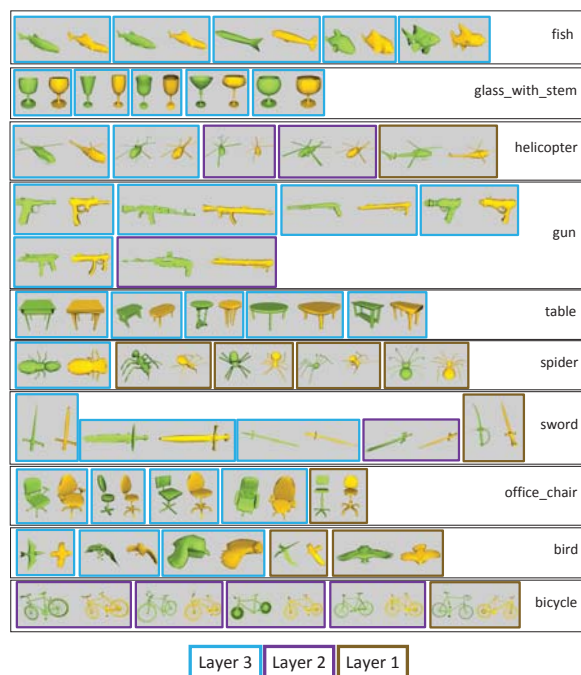 fish
glass_with_stem
helicopter
gun
table
spider
sword
office_chair
bird
bicycle
Layer 3 Layer 2 Layer 1